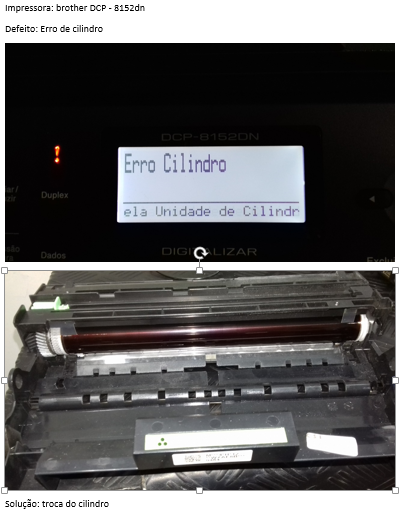 Impressora: brother DCP - 8152dn
Defeito: Erro de cilindro
DCP-8152DN
Erro Cilindro
Duplex
ela Unidade de Cilindr
Dados
DIGITALIZAR
Solução: troca do cilindro